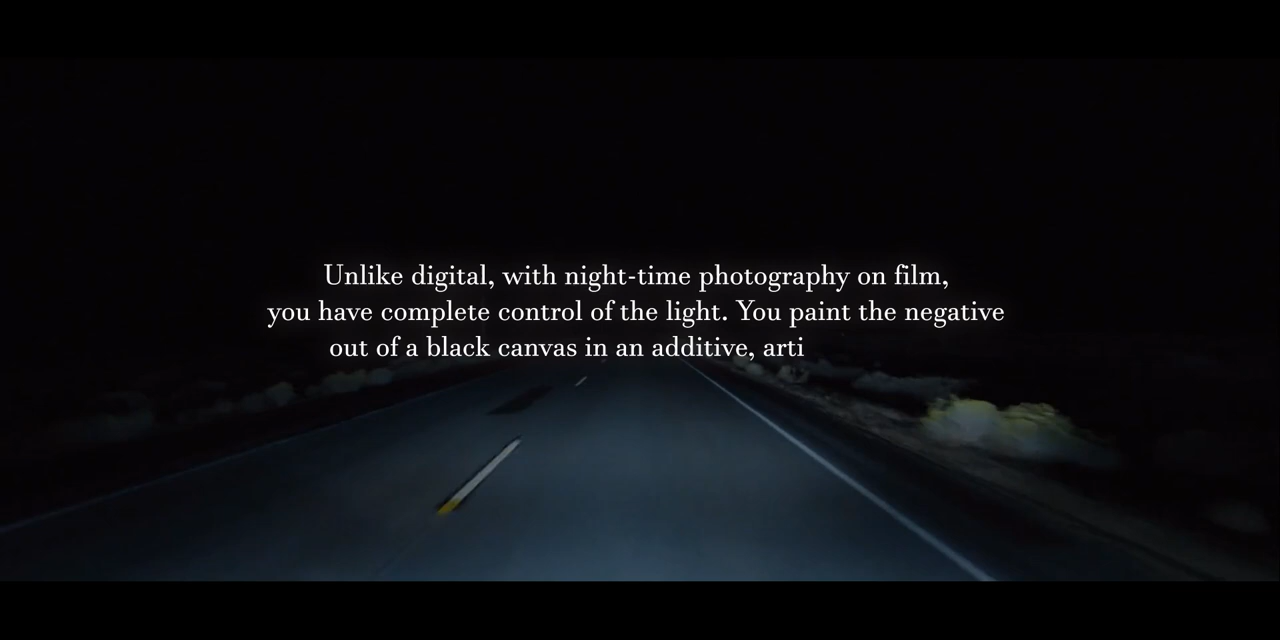 Unlike digital, with night-time photography on film,
you have complete control of the light. You paint the negative
out of a black canvas in an additive, arti